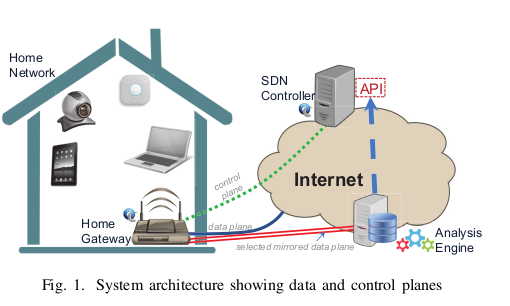 Home
Network
SDN
Controller
API
control
plane
Internet
Home
Gateway
data plane
selected mirrored data plane
Analysis
Engine
Fig. 1. System architecture showing data and control planes